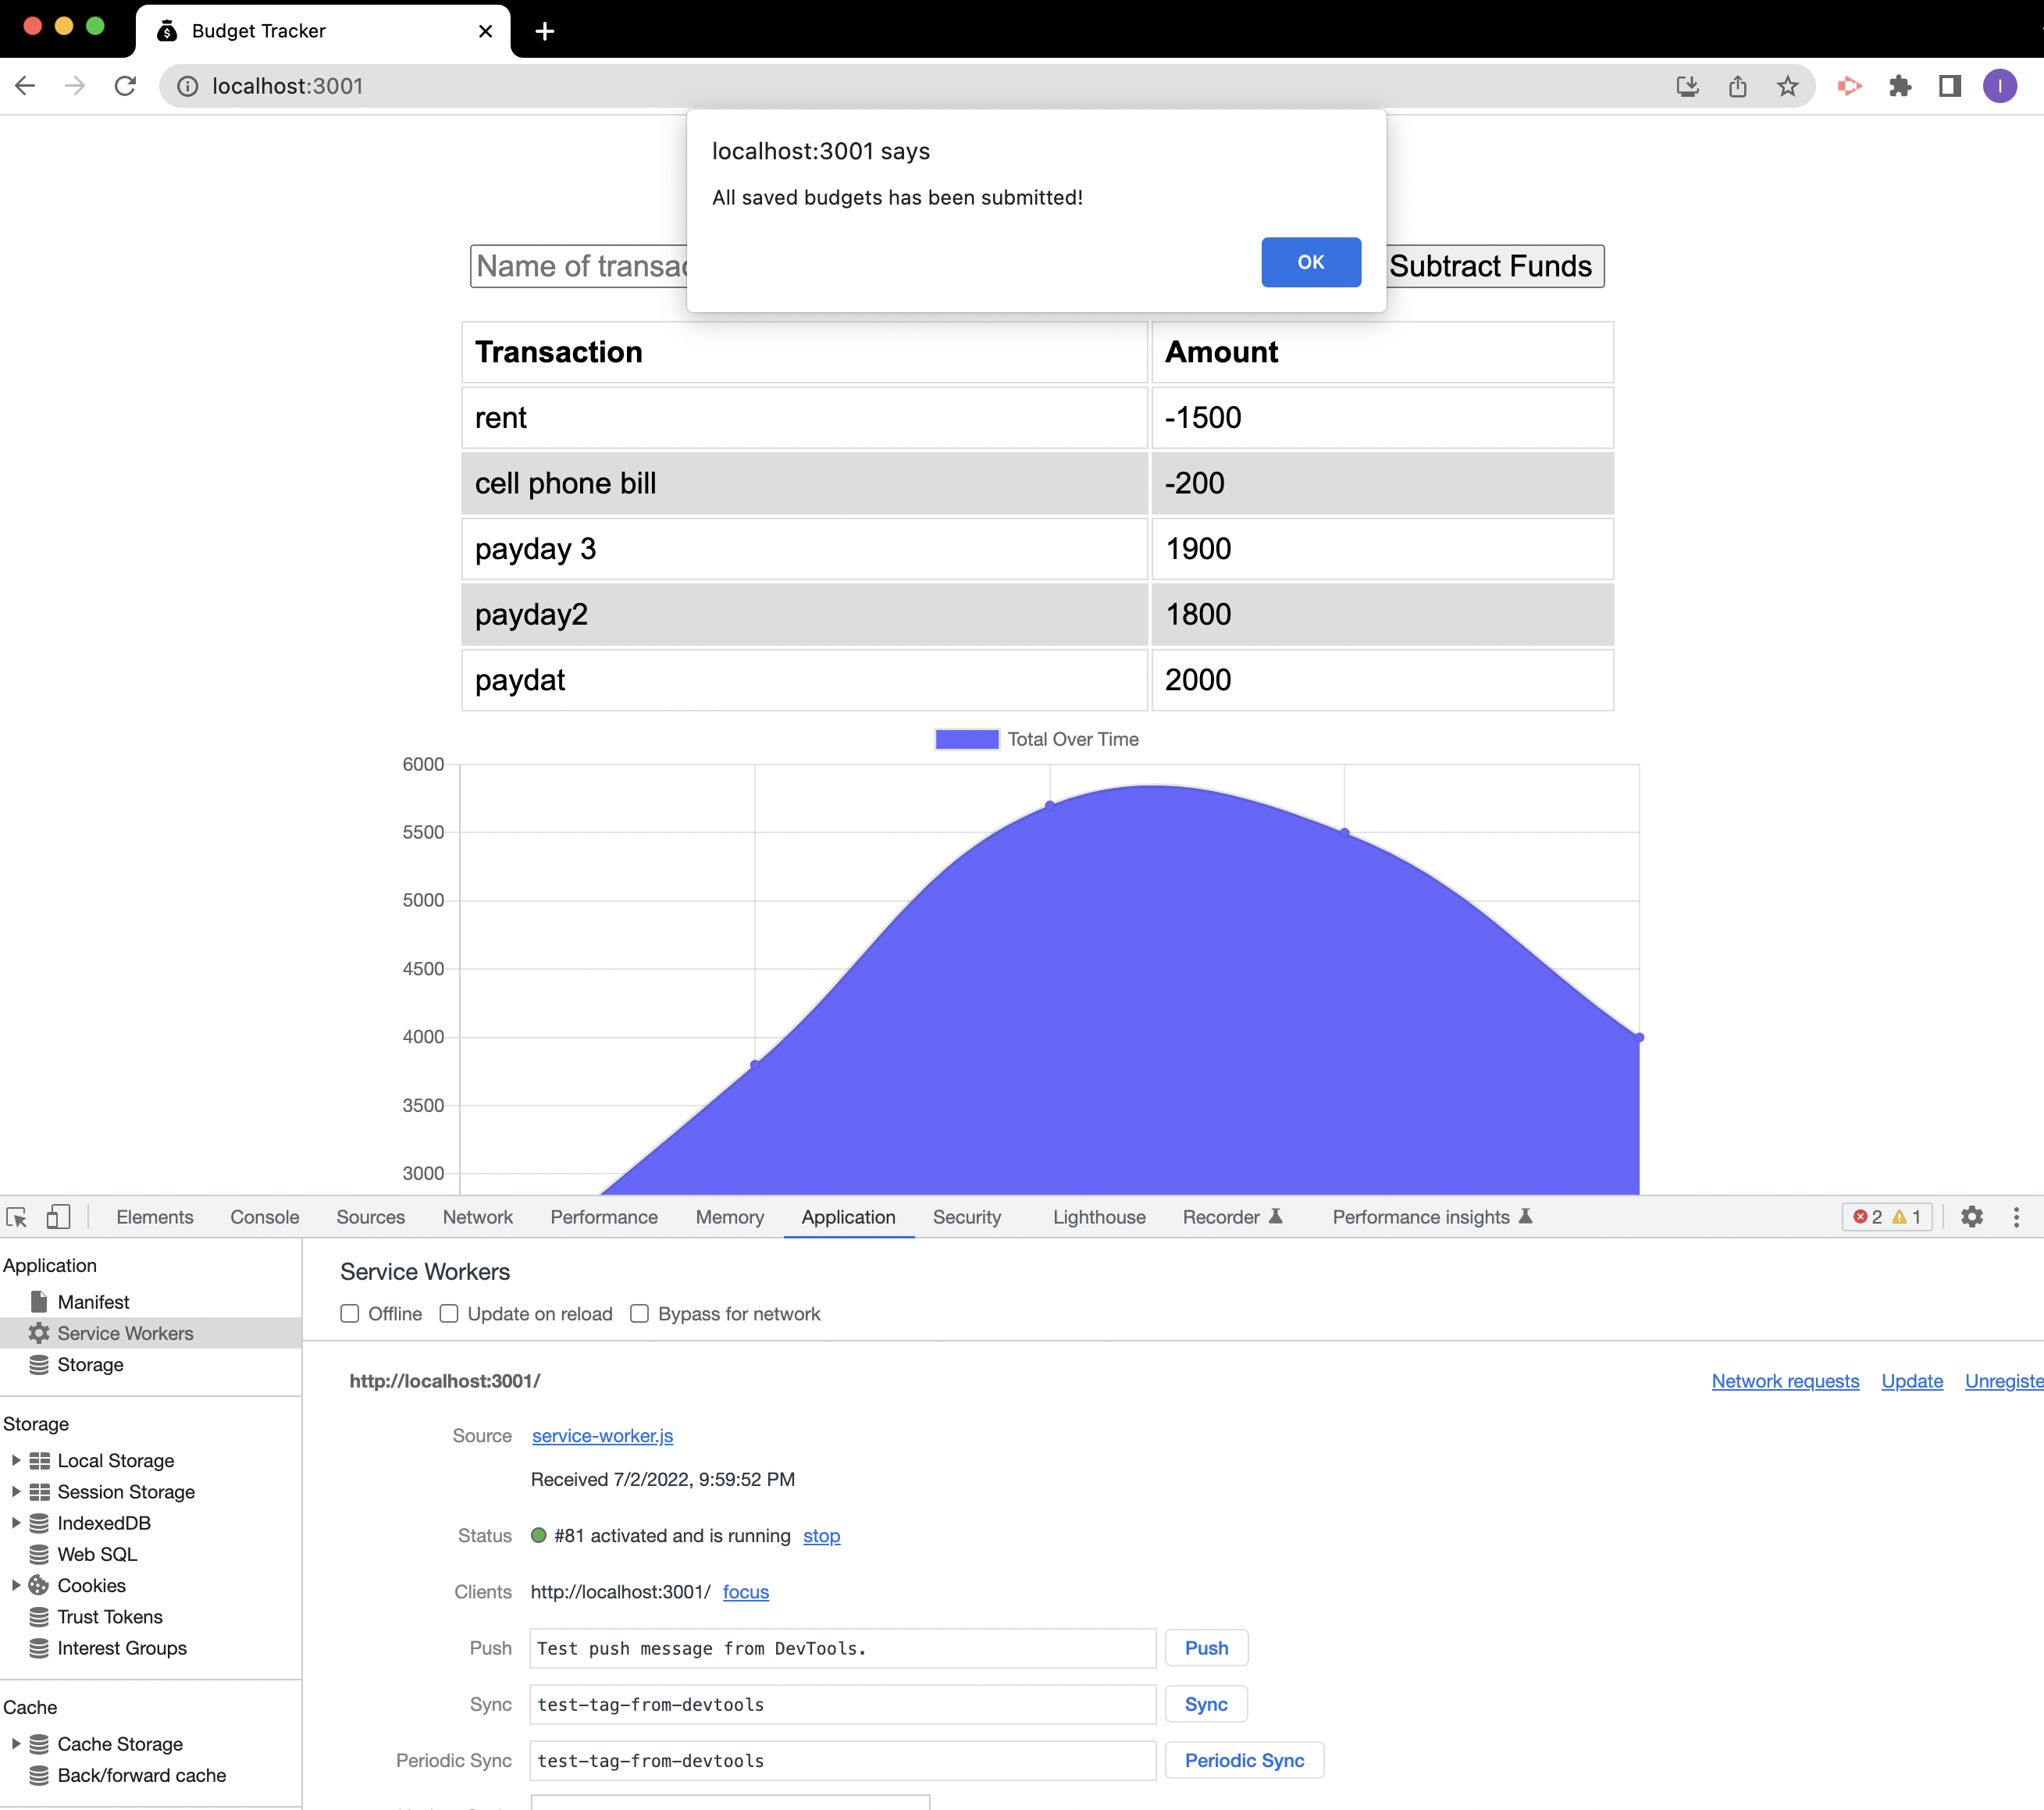 Budget Tracker
localhost:3001
I
localhost:3001 says
All saved budgets has been submitted!
OK
Name of transac
Subtract Funds
Transaction Amount
rent -1500
cell phone bill -200
payday 3 1900
payday2 1800
paydat 2000
Total Over Time
6000
5500
5000
4500
4000
3500
3000
Elements Console Sources Network Performance Memory Application Security Lighthouse Recorder Performance insights 2 1
Application
Manifest
Service Workers
Storage
Storage
Local Storage
Session Storage
IndexedDB
Web SQL
Cookies
Trust Tokens
Interest Groups
Cache
Cache Storage
Back/forward cache
Service Workers
Offline Update on reload Bypass for network
http://localhost:3001/ Network requests Update Unregiste
Source service-worker.js
Received 7/2/2022, 9:59:52 PM
Status #81 activated and is running stop
Clients http://localhost:3001/ focus
Push Test push message from DevTools. Push
Sync test-tag-from-devtools Sync
Periodic Sync test-tag-from-devtools Periodic Sync